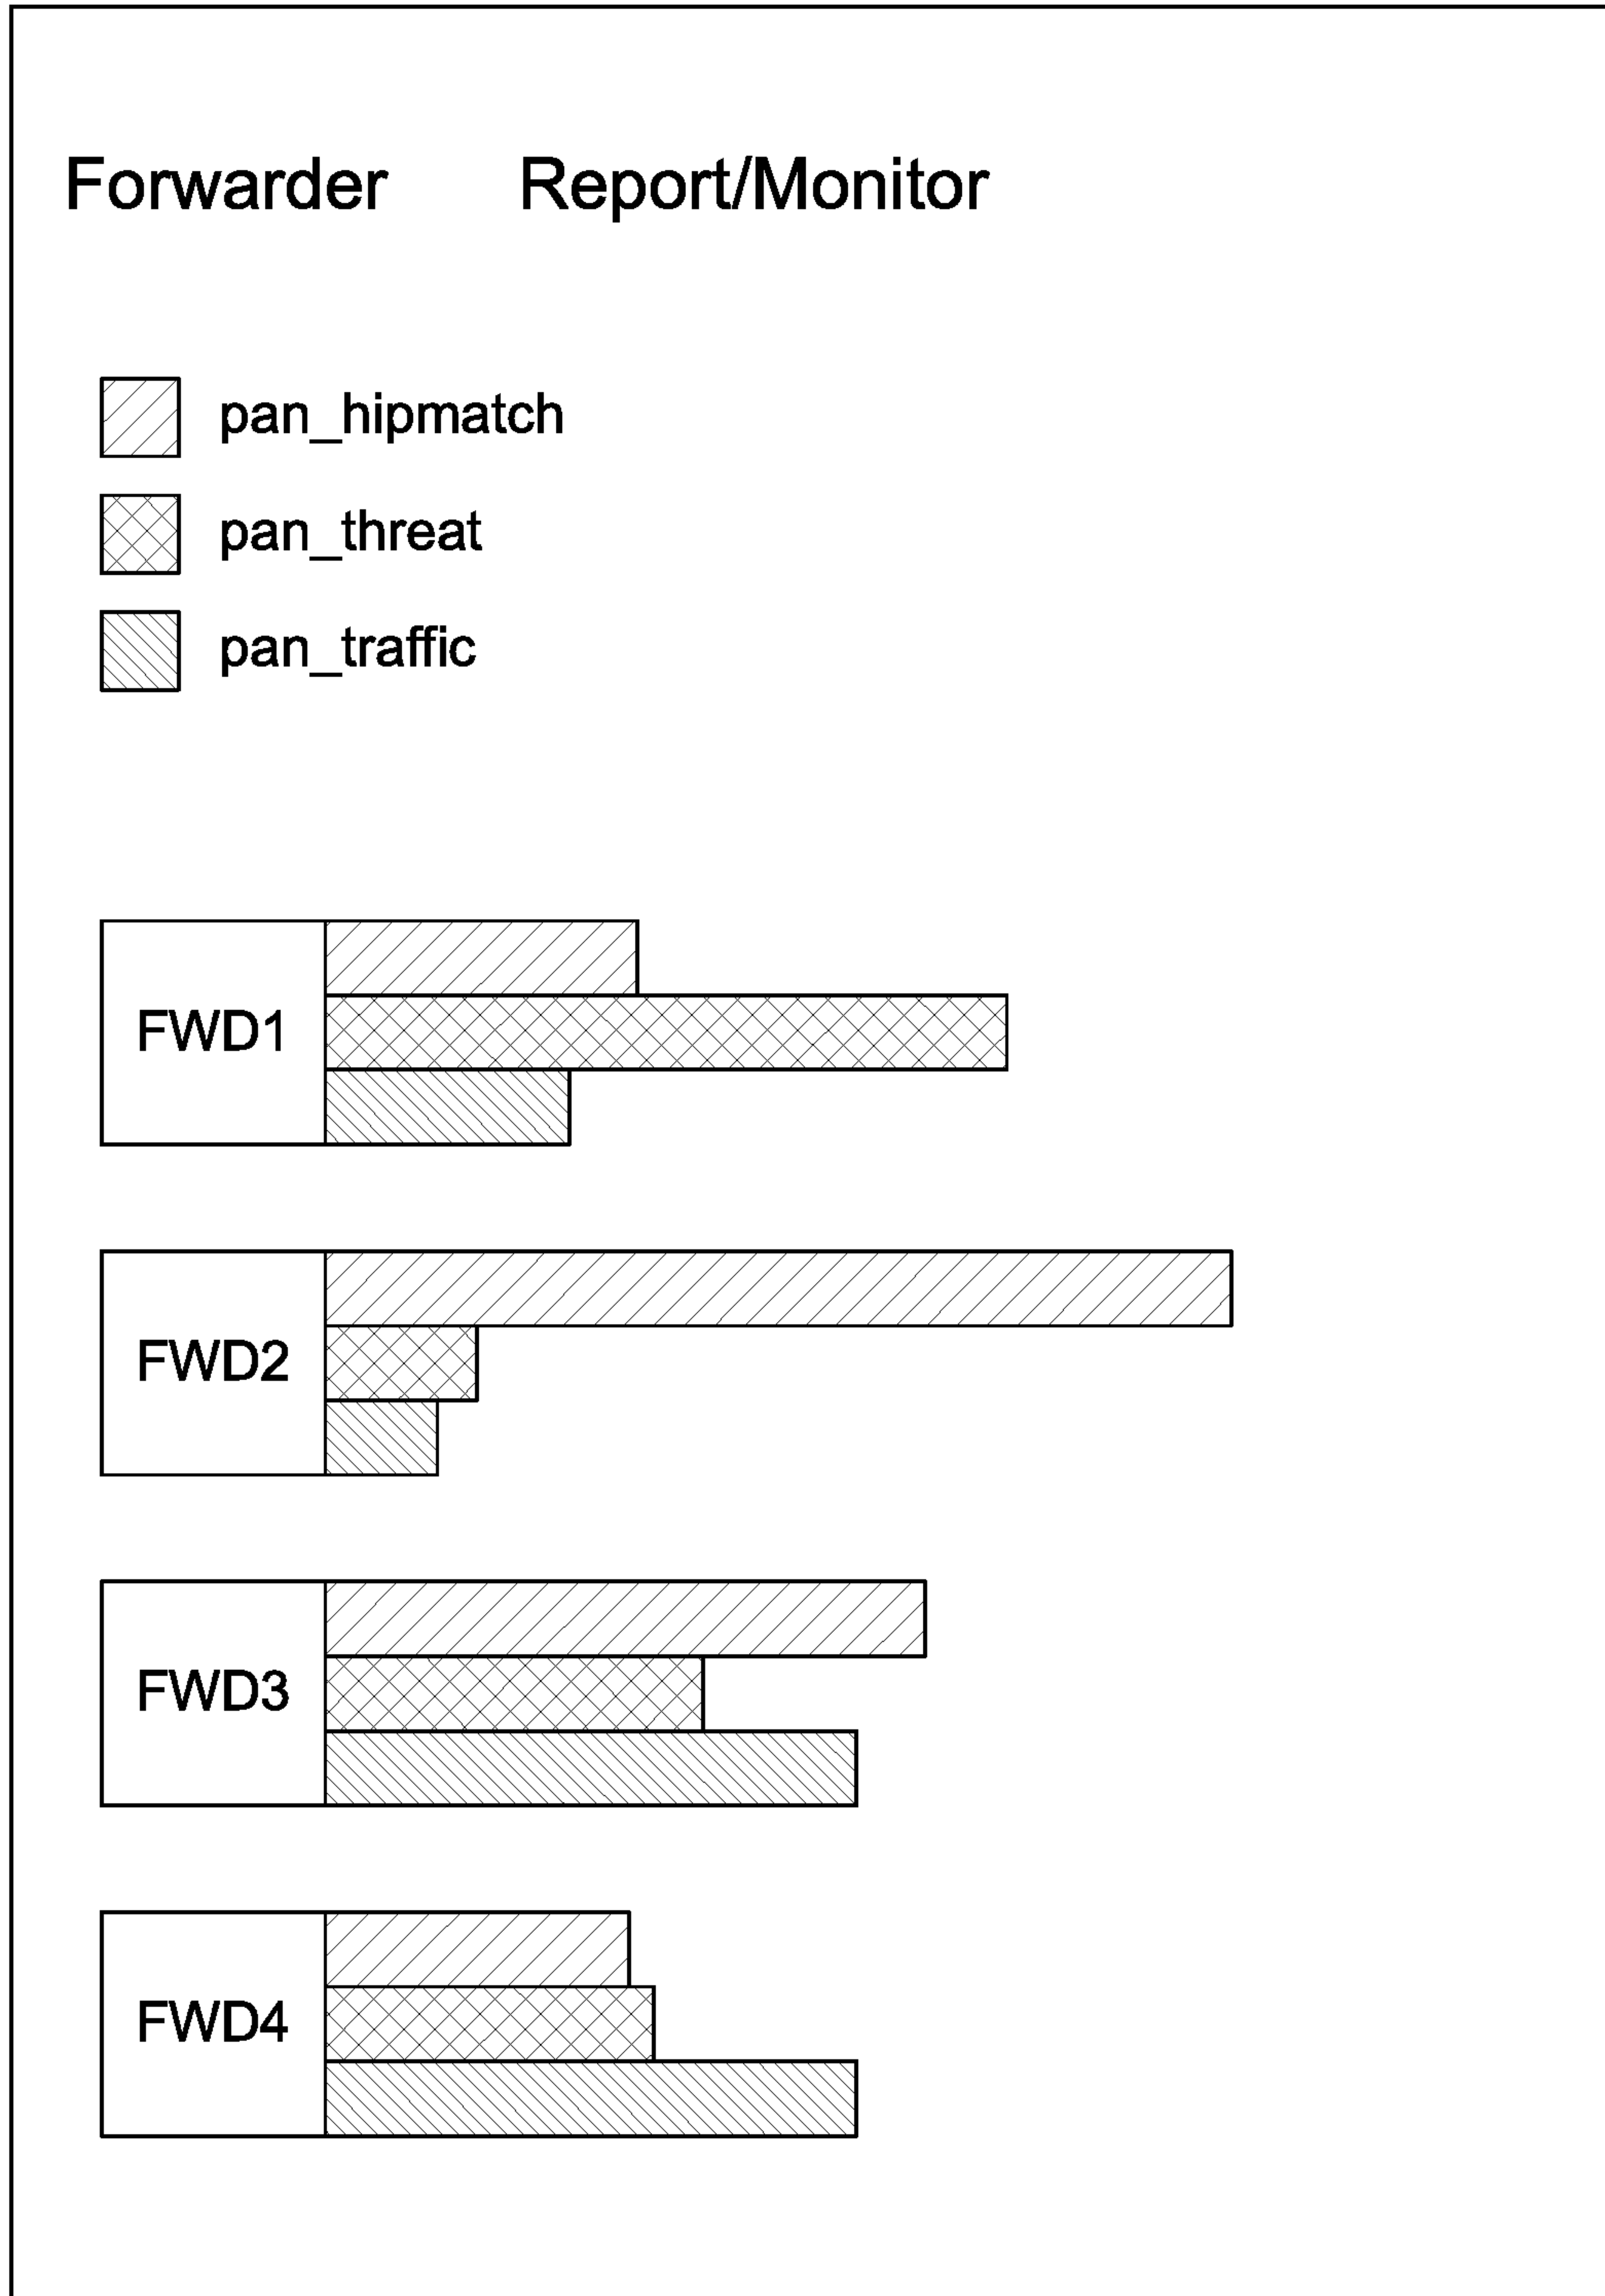 Forwarder Report/Monitor
pan_hipmatch
pan_threat
pan_traffic
FWD1
FWD2
FWD3
FWD4